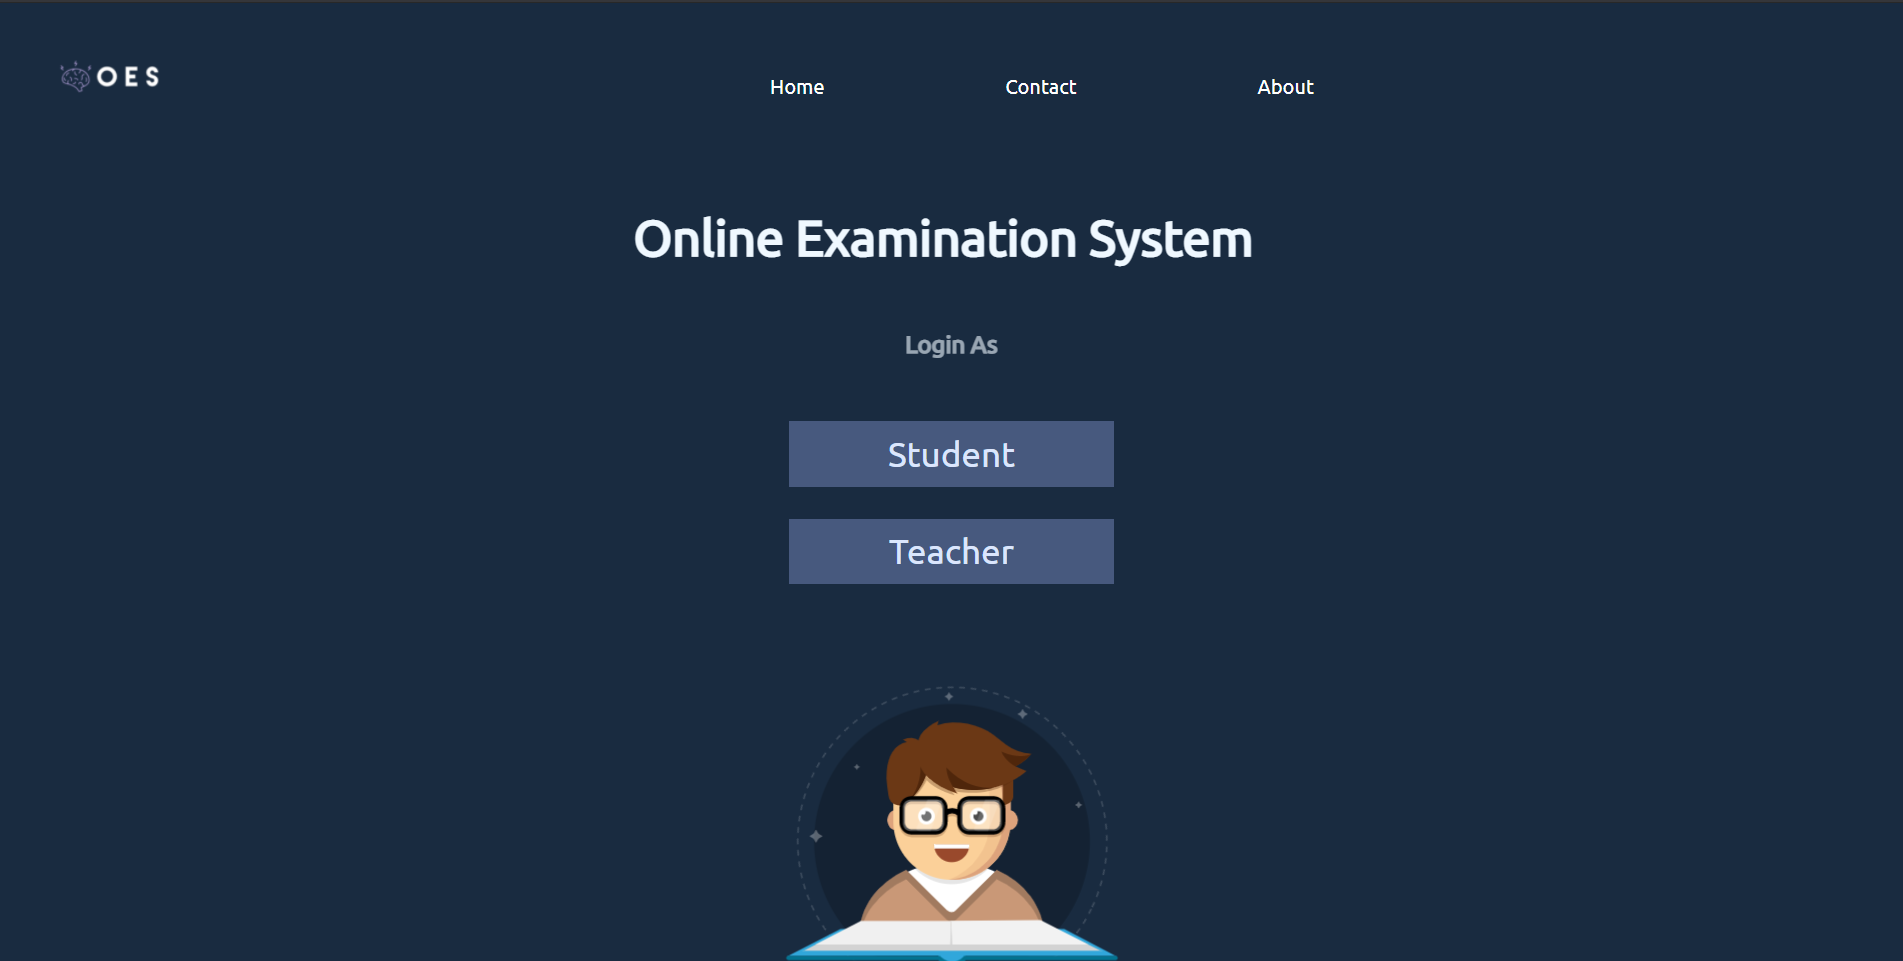 OES
Home Contact About
Online Examination System
Login As
Student
Teacher